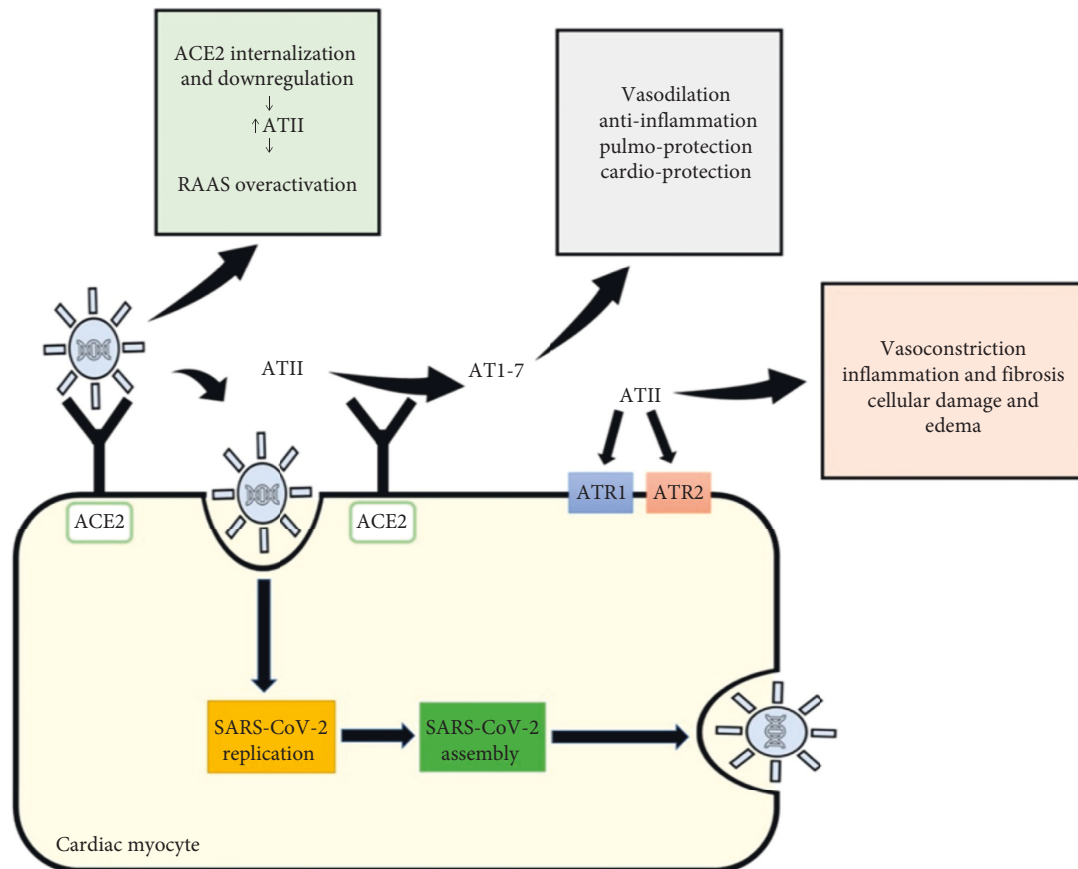 ACE2 internalization
and downregulation
↓
↑ATII
↓
RAAS overactivation
Vasodilation
anti-inflammation
pulmo-protection
cardio-protection
Vasoconstriction
inflammation and fibrosis
cellular damage and
edema
ATII
AT1-7
ATII
ACE2
ACE2
ATR1
ATR2
SARS-CoV-2
replication
SARS-CoV-2
assembly
Cardiac myocyte